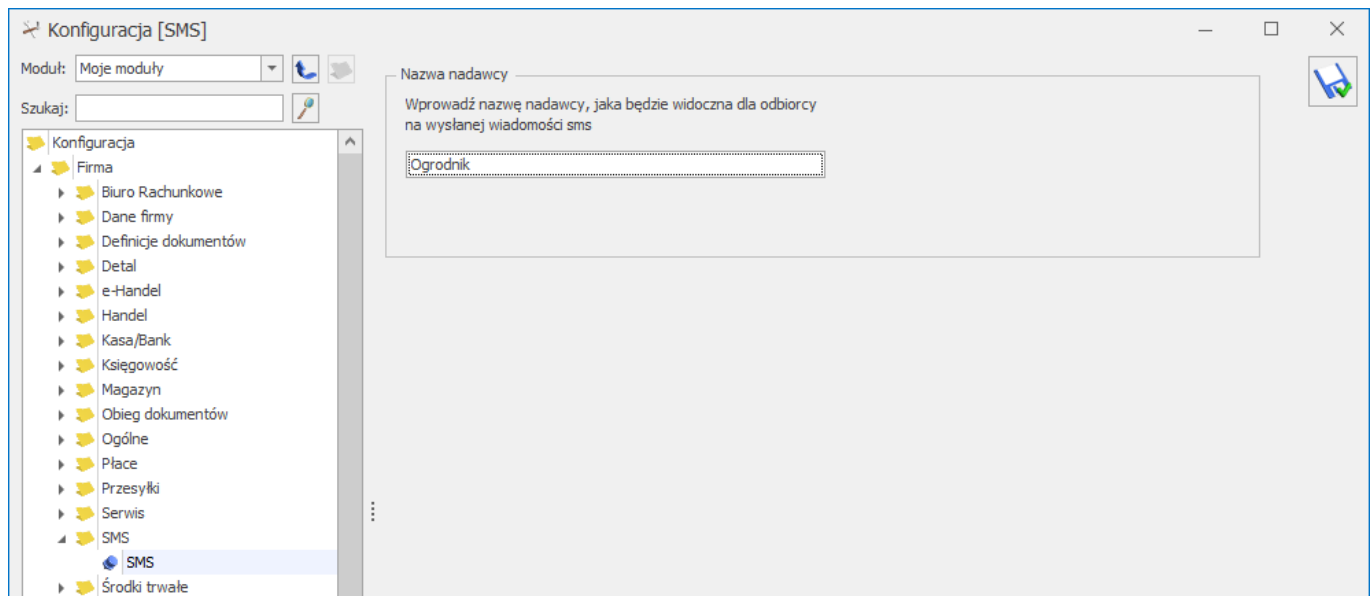 Konfiguracja [SMS]
Moduł: Moje moduły
Szukaj:
Konfiguracja
Firma
Biuro Rachunkowe
Dane firmy
Definicje dokumentów
Detal
e-Handel
Handel
Kasa/Bank
Księgowość
Magazyn
Obieg dokumentów
Ogólne
Płace
Przesyłki
Serwis
SMS
SMS
Środki trwałe
Nazwa nadawcy
Wprowadź nazwę nadawcy, jaka będzie widoczna dla odbiorcy
na wysłanej wiadomości sms
Ogrodnik